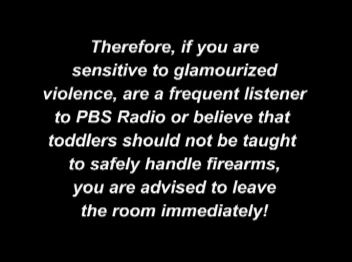 Therefore, if you are
sensitive to glamourized
violence, are a frequent listener
to PBS Radio or believe that
toddlers should not be taught
to safely handle firearms,
you are advised to leave
the room immediately!